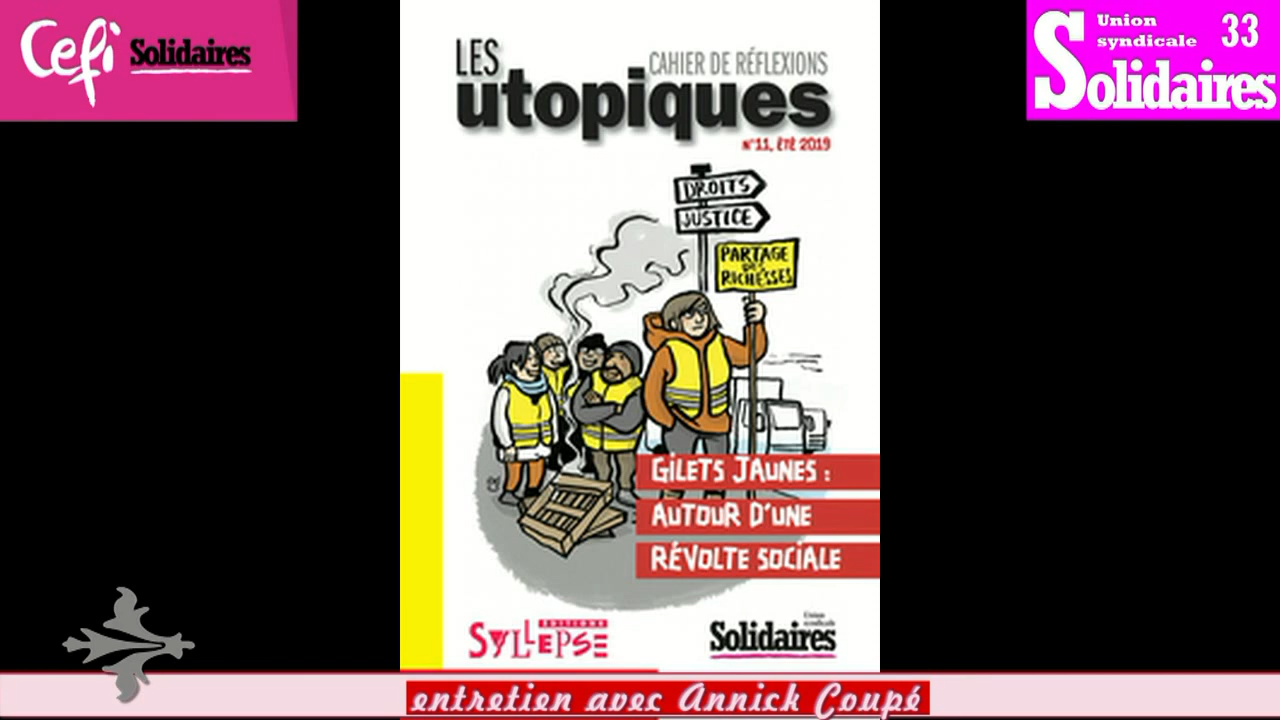 Cefi Solidaires
Union
syndicale 33
Solidaires
LES
CAHIER DE RÉFLEXIONS
utopiques
N°11, ÉTÉ 2019
DROITS
JUSTICE
PARTAGE
DES
RICHESSES
GILETS JAUNES :
AUTOUR D'UNE
RÉVOLTE SOCIALE
ÉDITIONS
SYLLEPSE
Union
syndicale
Solidaires
entretien avec Annick Coupé